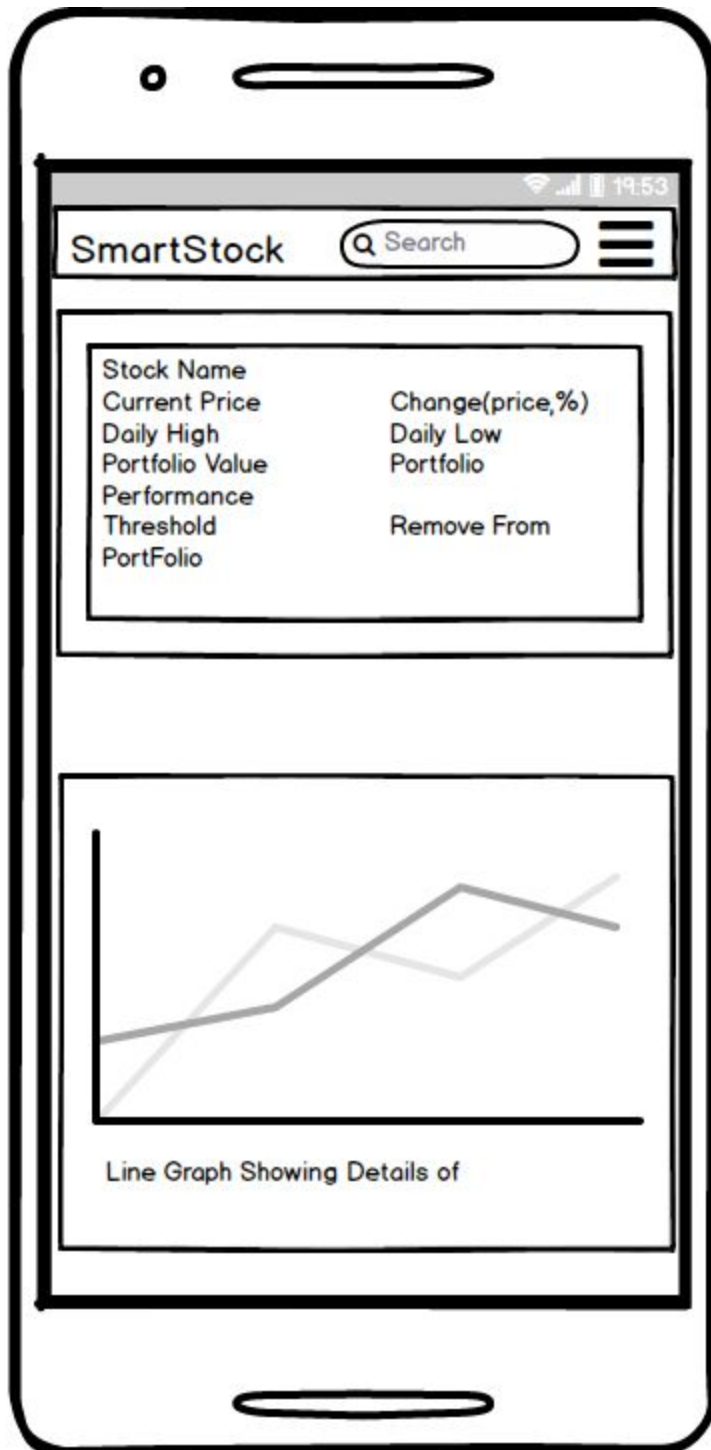 19:53
SmartStock Search
Stock Name
Current Price Change(price,%)
Daily High Daily Low
Portfolio Value Portfolio
Performance
Threshold Remove From
PortFolio
Line Graph Showing Details of